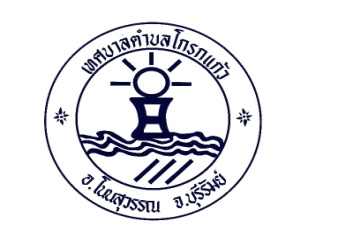 เทศบาลตำบลโกรกแก้ว
อ.โนนสุวรรณ จ.บุรีรัมย์